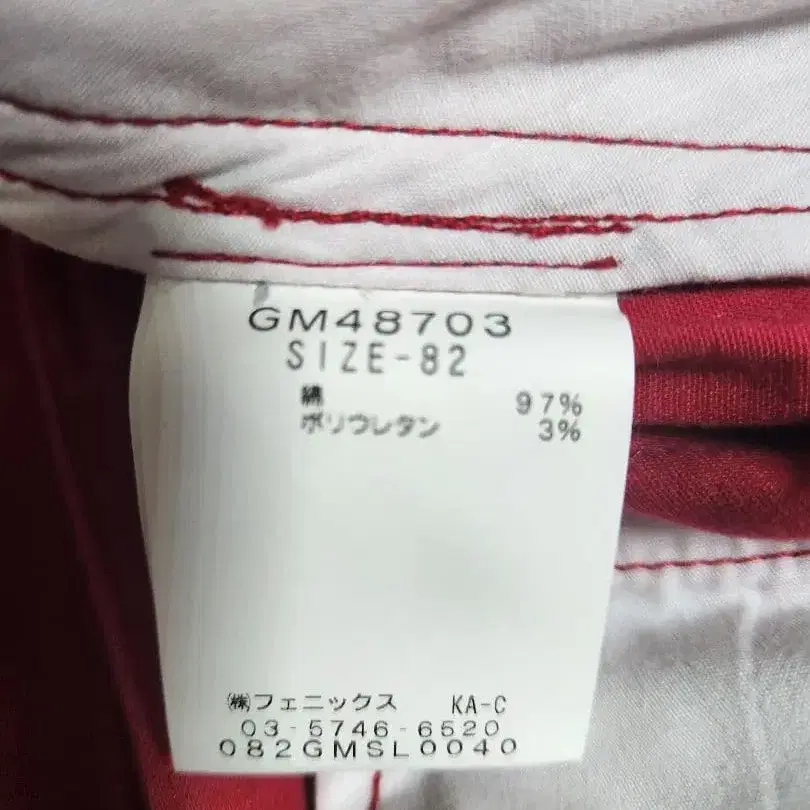 GM48703
SIZE-82
綿 97%
ポリウレタン 3%
㈱フェニックス KA-C
03-5746-6520
082GMSL0040